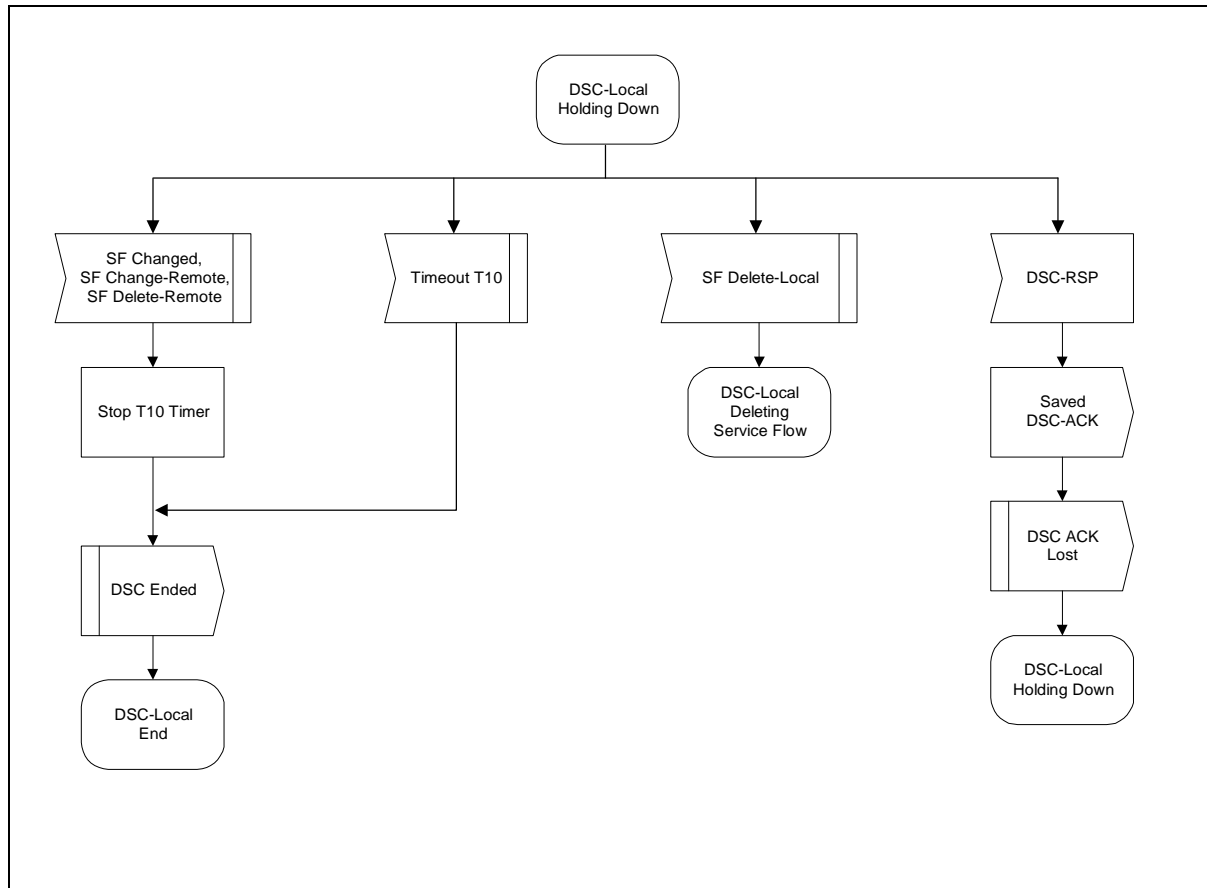 DSC-Local
Holding Down
SF Changed,
SF Change-Remote,
SF Delete-Remote
Timeout T10
SF Delete-Local
DSC-RSP
Stop T10 Timer
DSC-Local
Deleting
Service Flow
Saved
DSC-ACK
DSC Ended
DSC ACK
Lost
DSC-Local
End
DSC-Local
Holding Down